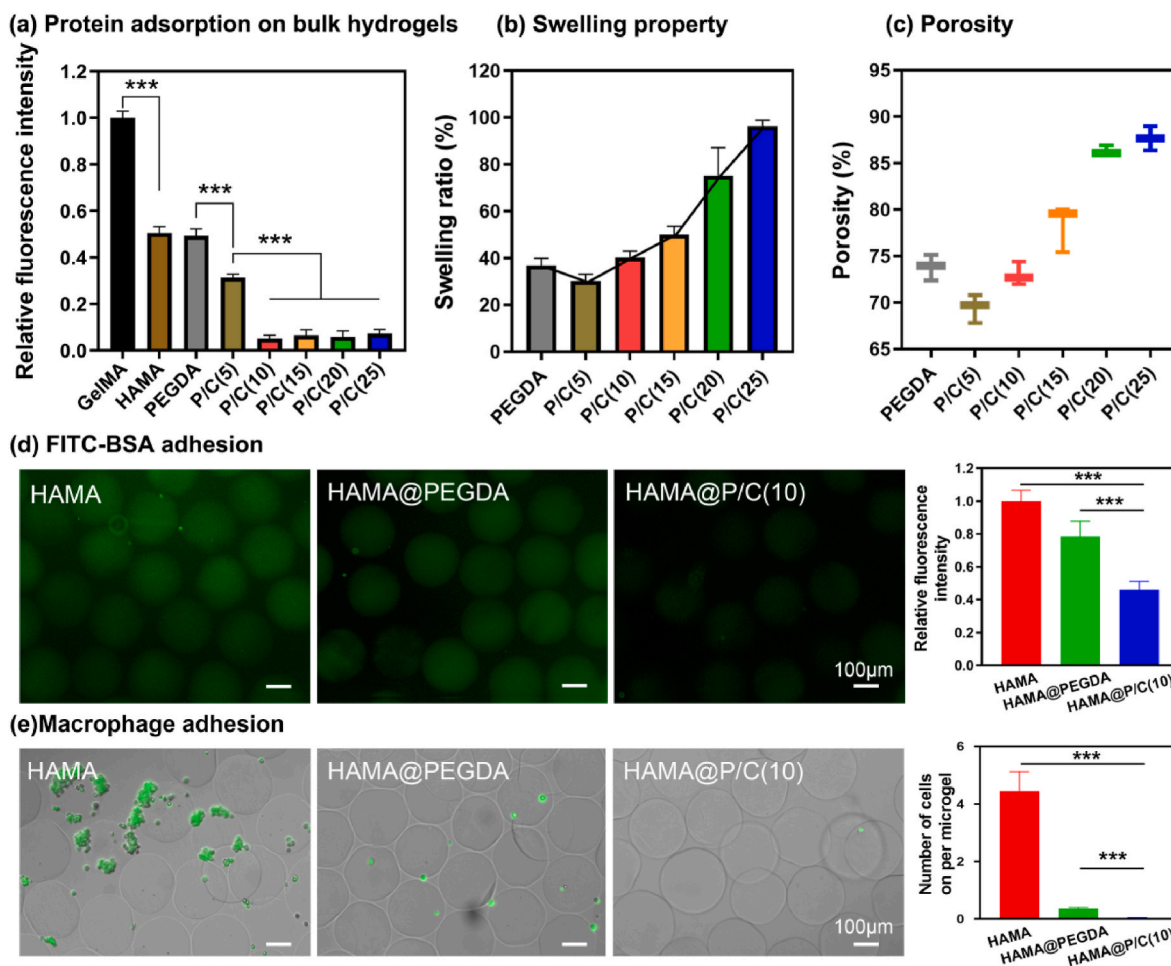 (a) Protein adsorption on bulk hydrogels
Relative fluorescence intensity
1.2
1.0
0.8
0.6
0.4
0.2
0.0
***
***
***
GelMA
HAMA
PEGDA
P/C(5)
P/C(10)
P/C(15)
P/C(20)
P/C(25)
(b) Swelling property
Swelling ratio (%)
120
100
80
60
40
20
0
PEGDA
P/C(5)
P/C(10)
P/C(15)
P/C(20)
P/C(25)
(c) Porosity
Porosity (%)
95
90
85
80
75
70
65
PEGDA
P/C(5)
P/C(10)
P/C(15)
P/C(20)
P/C(25)
(d) FITC-BSA adhesion
HAMA
HAMA@PEGDA
HAMA@P/C(10)
100μm
Relative fluorescence
intensity
1.2
1.0
0.8
0.6
0.4
0.2
0.0
***
***
HAMA
HAMA@PEGDA
HAMA@P/C(10)
(e)Macrophage adhesion
HAMA
HAMA@PEGDA
HAMA@P/C(10)
100μm
Number of cells
on per microgel
6
4
2
0
***
***
HAMA
HAMA@PEGDA
HAMA@P/C(10)